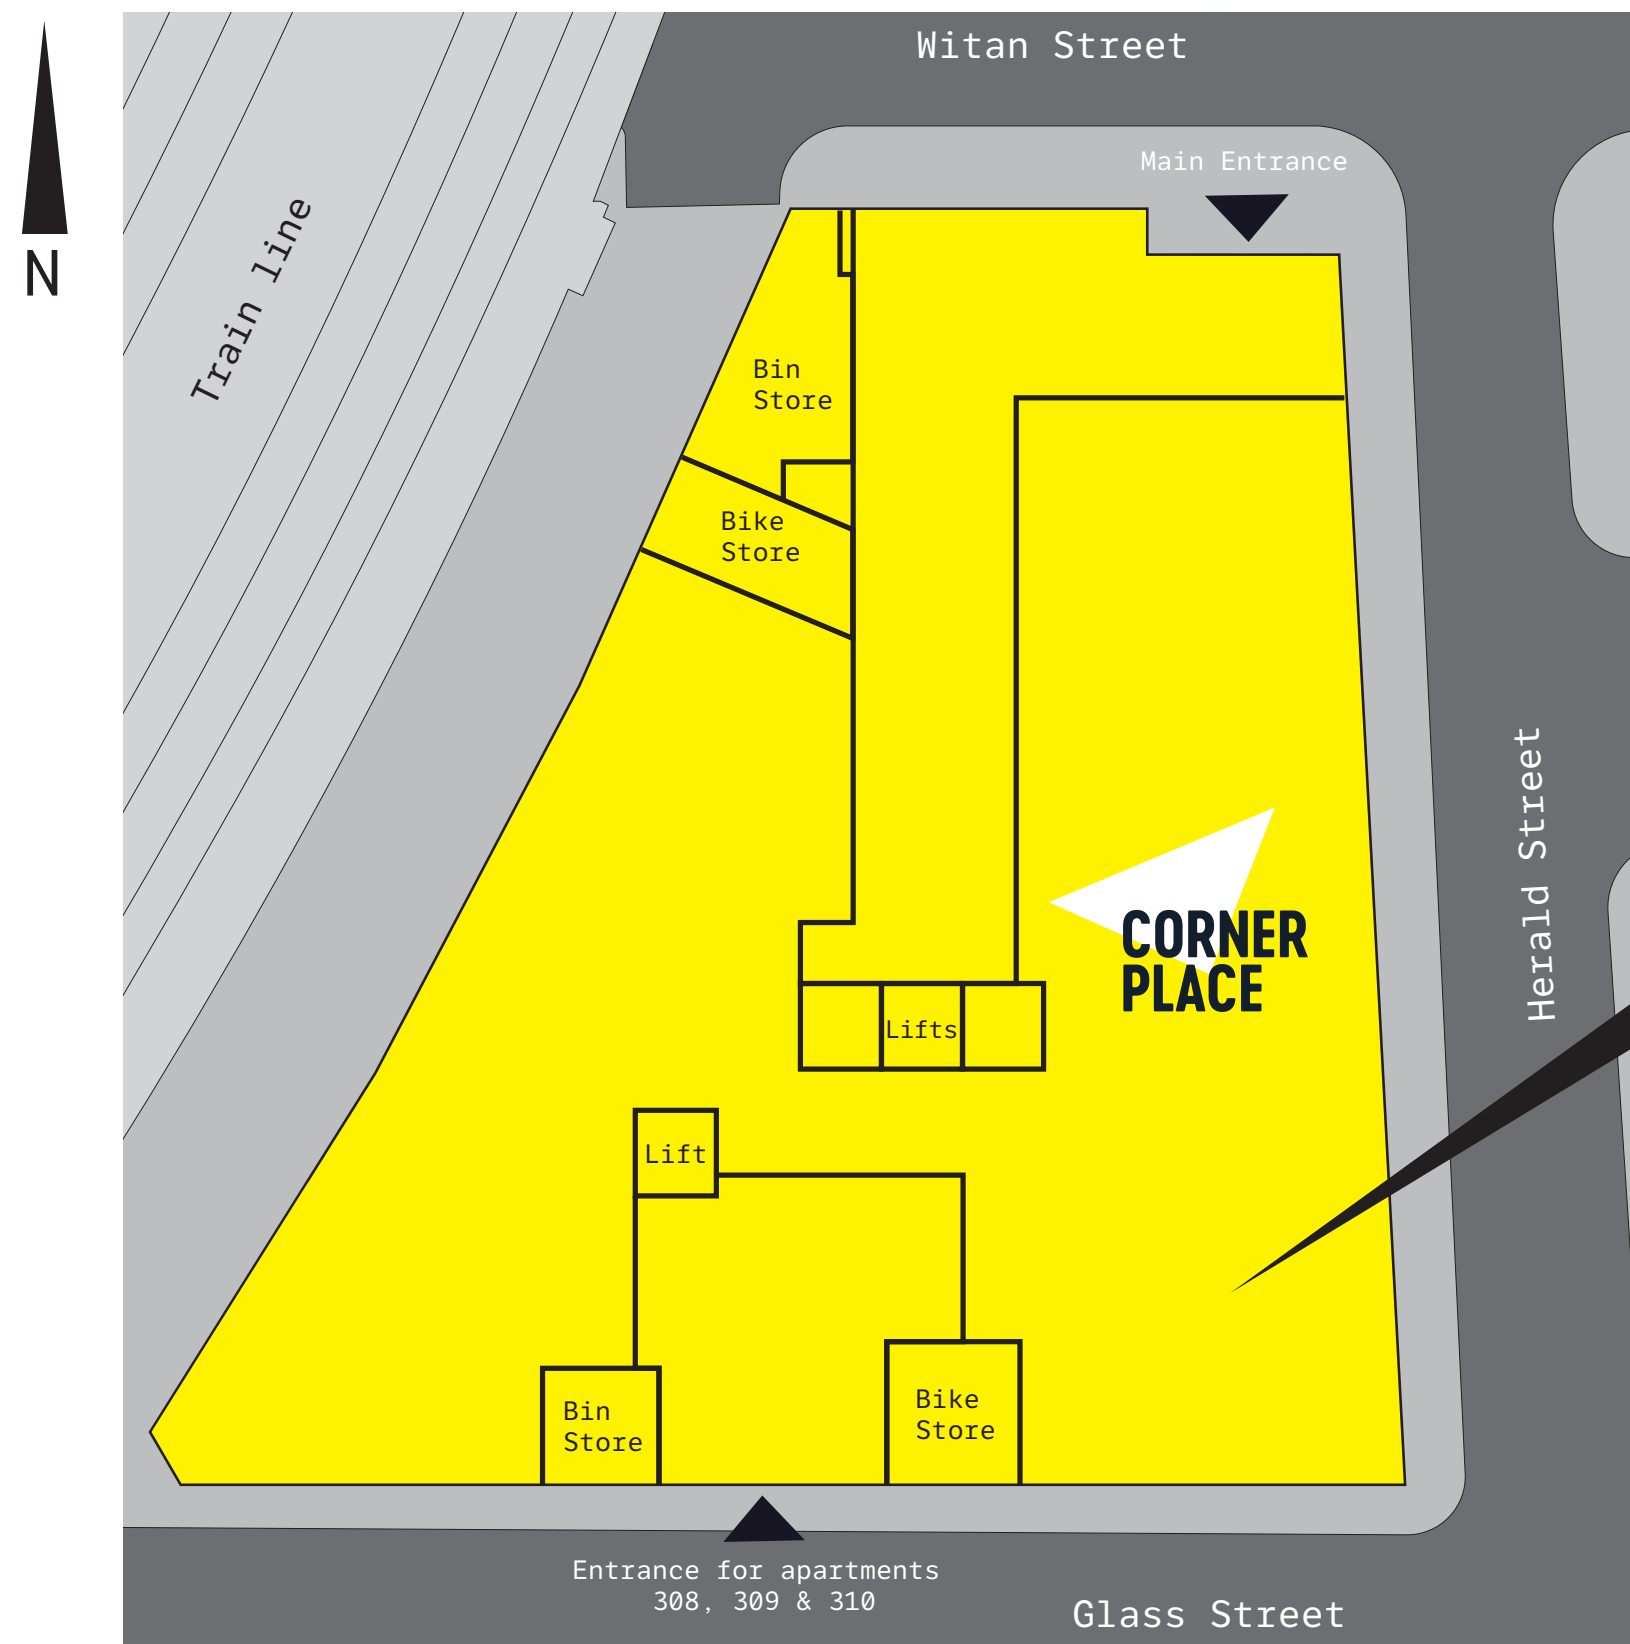 Witan Street
Main Entrance
N
Train line
Bin
Store
Bike
Store
Herald Street
CORNER
PLACE
Lifts
Lift
Bin
Store
Bike
Store
Entrance for apartments
308, 309 & 310
Glass Street